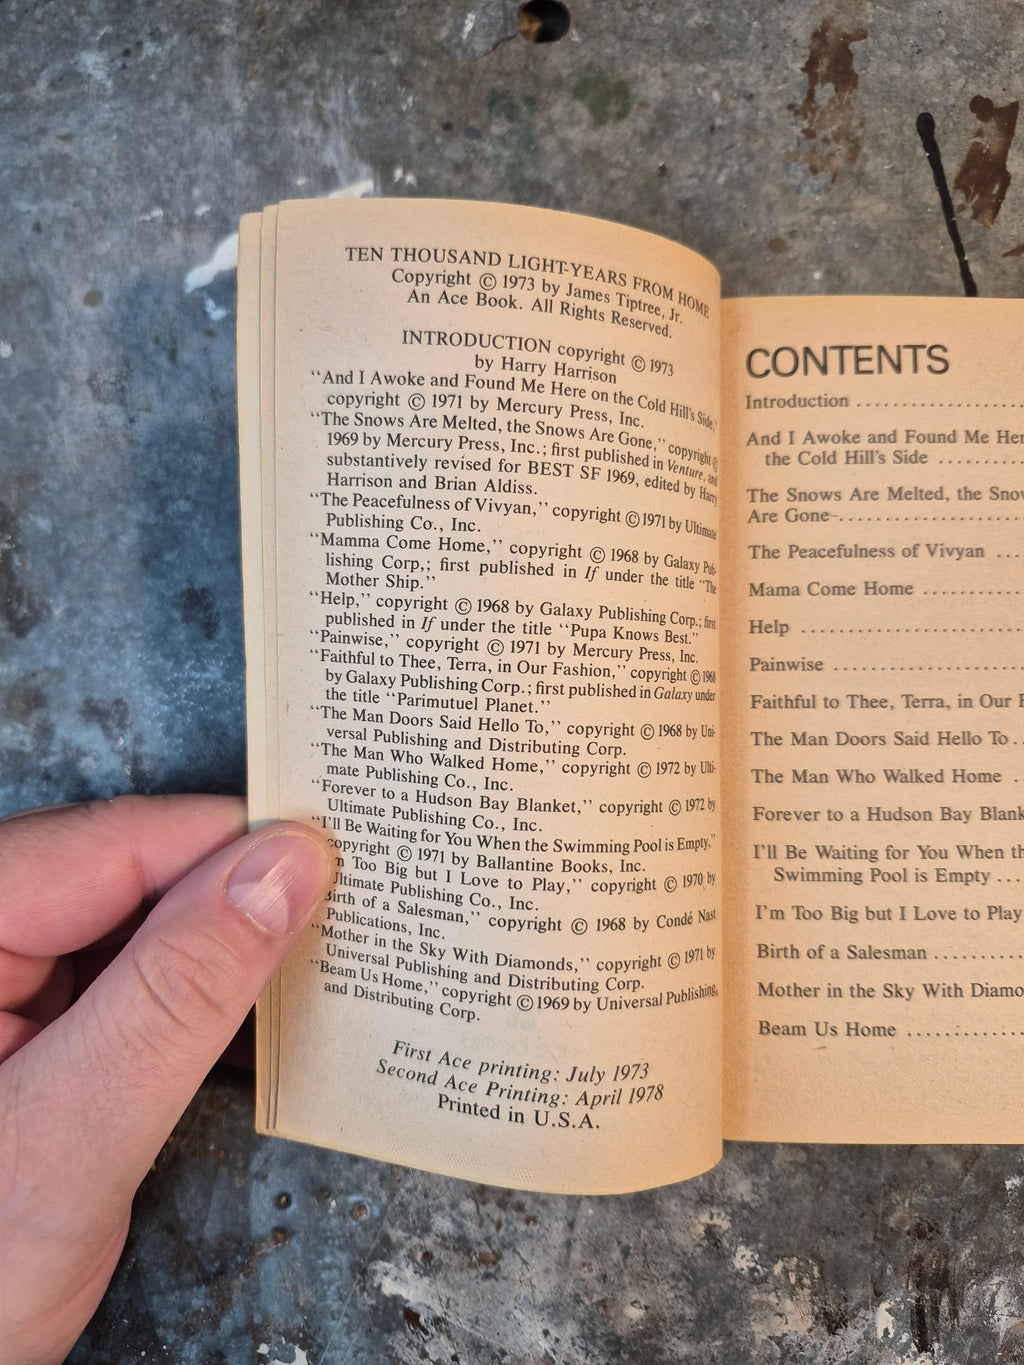 TEN THOUSAND LIGHT-YEARS FROM HOME
Copyright © 1973 by James Tiptree, Jr.
An Ace Book. All Rights Reserved.
INTRODUCTION copyright © 1973
by Harry Harrison
"And I Awoke and Found Me Here on the Cold Hill's Side,"
copyright © 1971 by Mercury Press, Inc.
"The Snows Are Melted, the Snows Are Gone," copyright ©
1969 by Mercury Press, Inc.; first published in Venture, and
substantively revised for BEST SF 1969, edited by Harry
Harrison and Brian Aldiss.
"The Peacefulness of Vivyan," copyright © 1971 by Ultimate
Publishing Co., Inc.
"Mamma Come Home," copyright © 1968 by Galaxy Pub-
lishing Corp,; first published in If under the title "The
Mother Ship."
"Help," copyright © 1968 by Galaxy Publishing Corp.; first
published in If under the title "Pupa Knows Best."
"Painwise," copyright © 1971 by Mercury Press, Inc.
"Faithful to Thee, Terra, in Our Fashion," copyright © 1968
by Galaxy Publishing Corp.; first published in Galaxy under
the title "Parimutuel Planet."
"The Man Doors Said Hello To," copyright © 1968 by Uni-
versal Publishing and Distributing Corp.
"The Man Who Walked Home," copyright © 1972 by Ulti-
mate Publishing Co., Inc.
"Forever to a Hudson Bay Blanket," copyright © 1972 by
Ultimate Publishing Co., Inc.
"I'll Be Waiting for You When the Swimming Pool is Empty,"
copyright © 1971 by Ballantine Books, Inc.
Too Big but I Love to Play," copyright © 1970 by
Ultimate Publishing Co., Inc.
Birth of a Salesman," copyright © 1968 by Condé Nast
Publications, Inc.
"Mother in the Sky With Diamonds," copyright © 1971 by
Universal Publishing and Distributing Corp.
"Beam Us Home," copyright © 1969 by Universal Publishing,
and Distributing Corp.
First Ace printing: July 1973
Second Ace Printing: April 1978
Printed in U.S.A.
CONTENTS
Introduction
And I Awoke and Found Me
the Cold Hill's Side
The Snows Are Melted, the
Are Gone
The Peacefulness of Vivyan
Mama Come Home
Help
Painwise
Faithful to Thee, Terra, in Our
The Man Doors Said Hello To
The Man Who Walked Home
Forever to a Hudson Bay
I'll Be Waiting for You When
Swimming Pool is Empty
I'm Too Big but I Love to Play
Birth of a Salesman
Mother in the Sky With
Beam Us Home